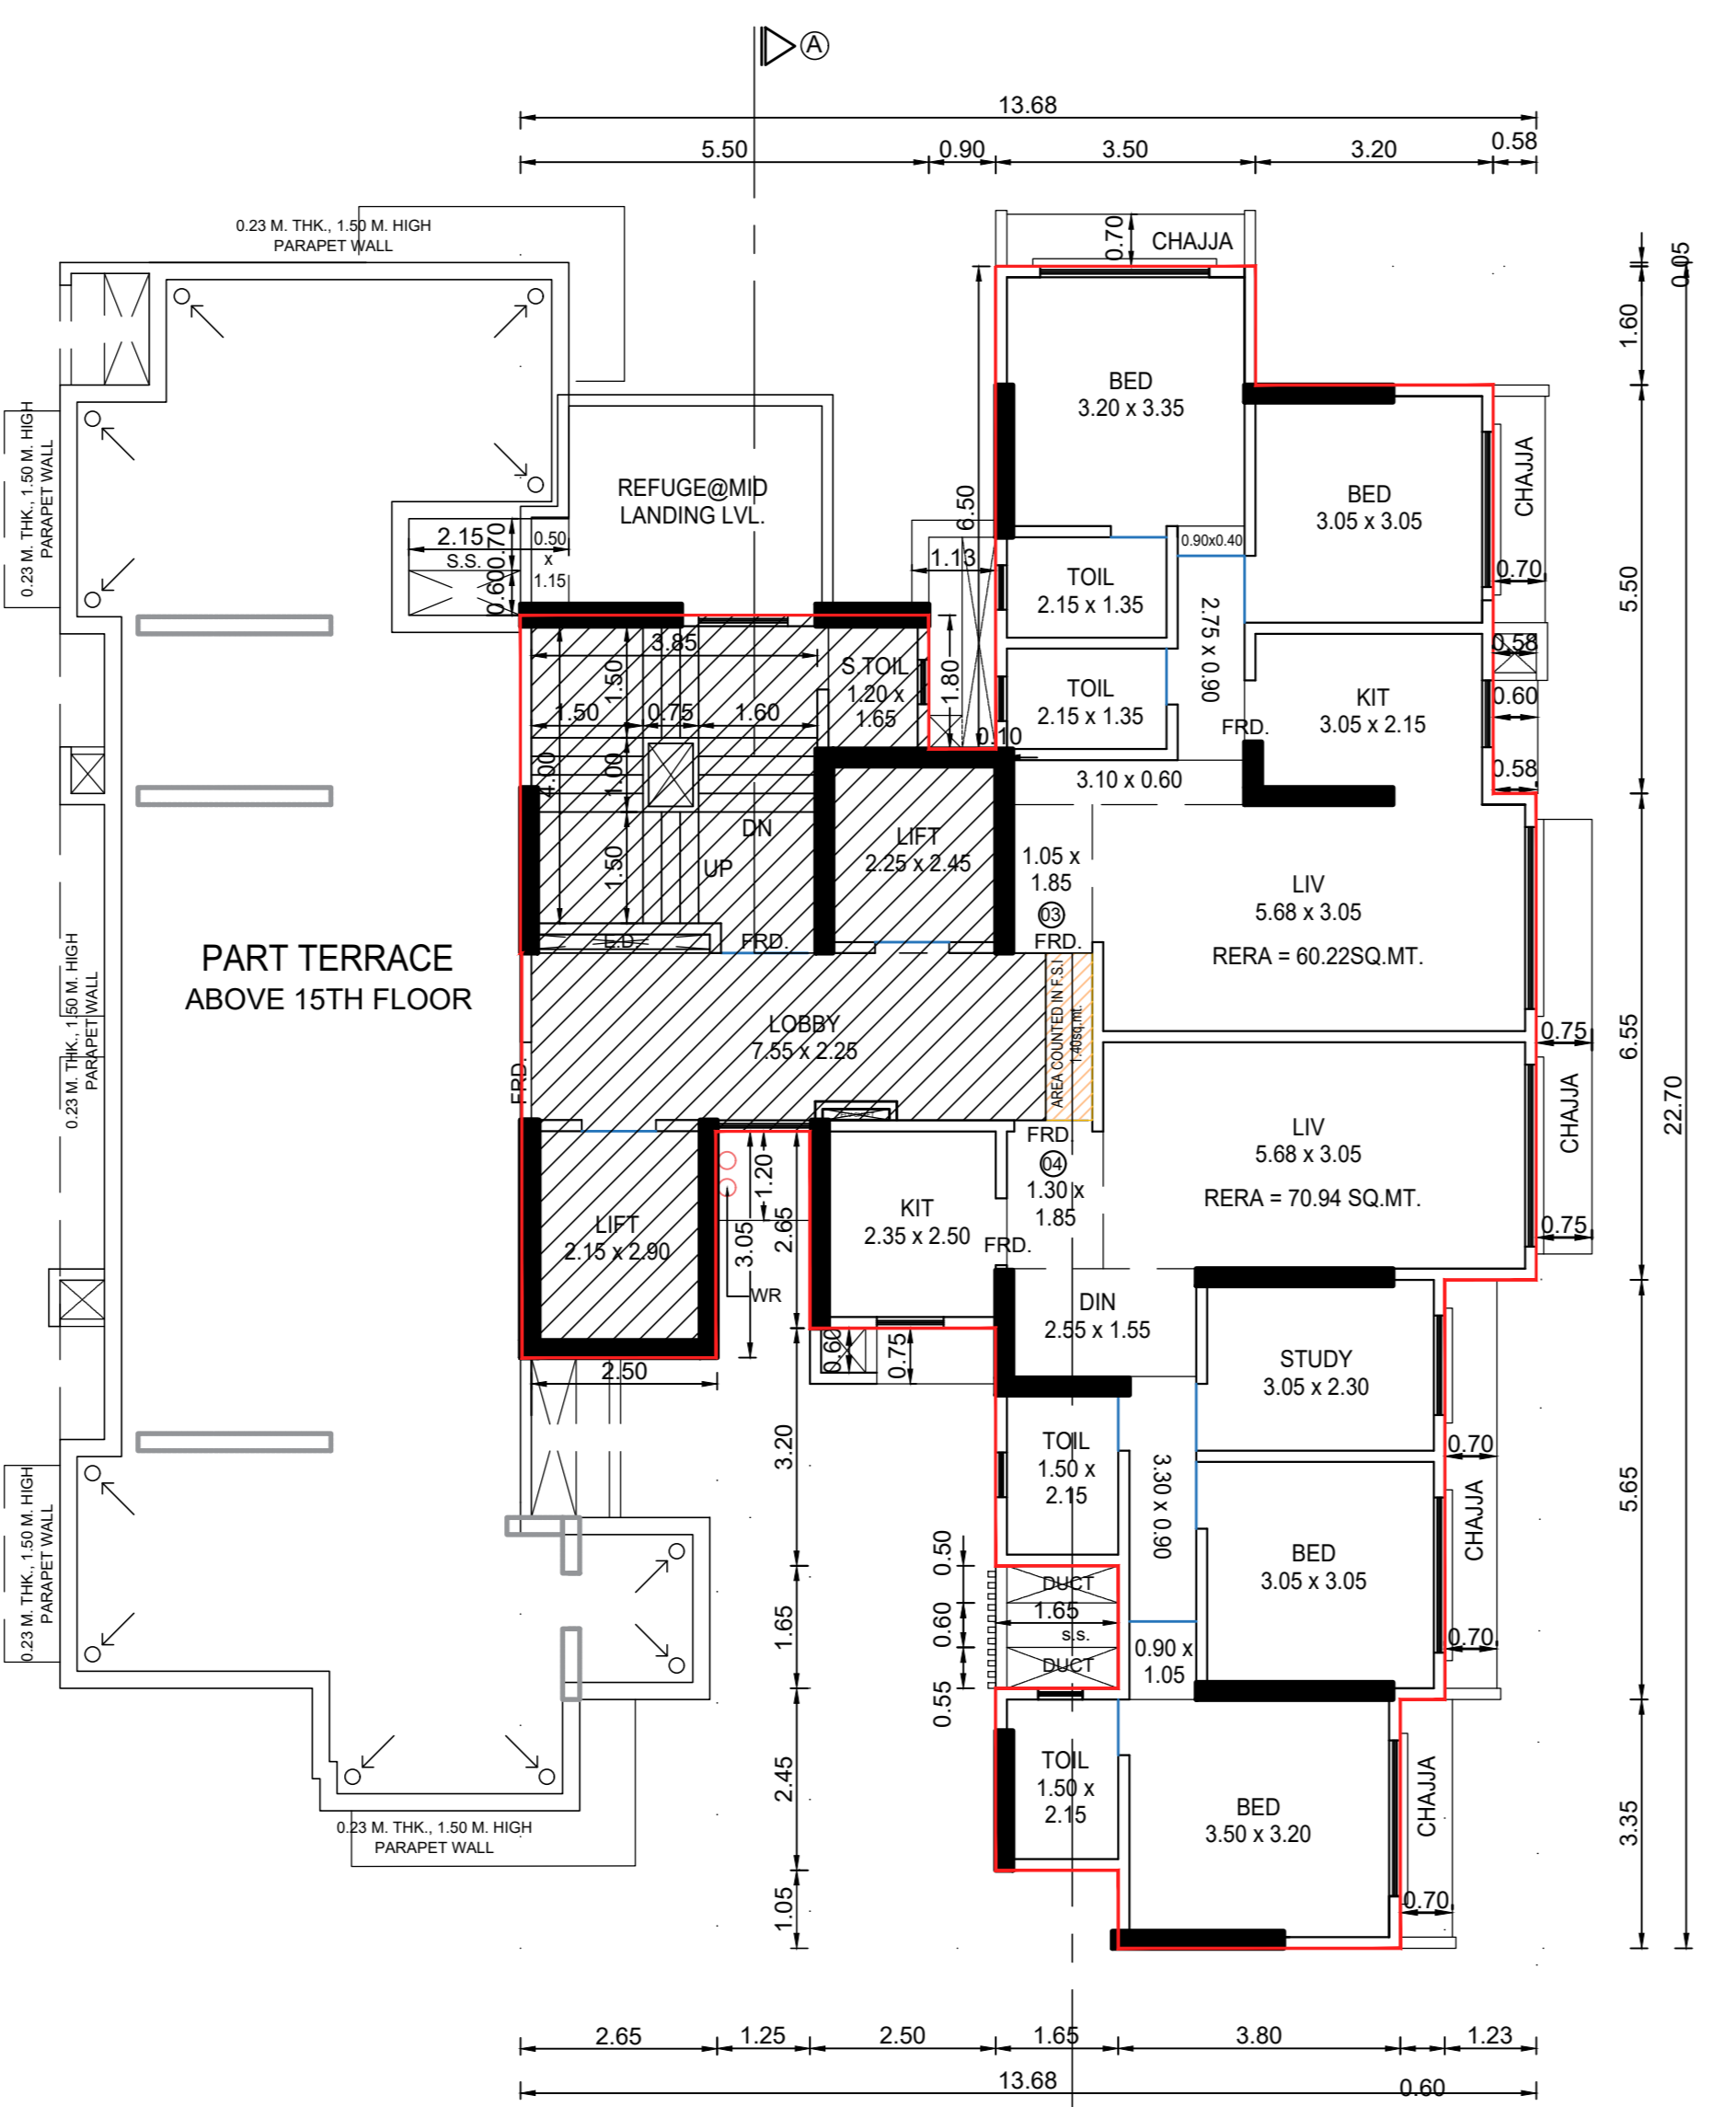 A
13.68
5.50
0.90
3.50
3.20
0.58
0.23 M. THK., 1.50 M. HIGH
PARAPET WALL
0.70
CHAJJA
0.05
1.60
BED
3.20 x 3.35
0.23 M. THK., 1.50 M. HIGH
PARAPET WALL
REFUGE@MID
LANDING LVL.
6.50
BED
3.05 x 3.05
CHAJJA
0.70
5.50
2.15
S.S.
0.70
0.60
0.50
x
1.15
1.13
0.90x0.40
TOIL
2.15 x 1.35
2.75 x 0.90
3.85
1.50
S.TOIL
1.20 x
1.65
1.80
TOIL
2.15 x 1.35
0.58
0.60
KIT
3.05 x 2.15
FRD.
1.50
0.75
1.60
0.10
4.00
1.00
3.10 x 0.60
0.58
DN
UP
1.50
LIFT
2.25 x 2.45
1.05 x
1.85
03
FRD.
LIV
5.68 x 3.05
RERA = 60.22SQ.MT.
E.D.
FRD.
PART TERRACE
ABOVE 15TH FLOOR
0.23 M. THK., 1.50 M. HIGH
PARAPET WALL
LOBBY
7.55 x 2.25
AREA COUNTED IN F.S.I
1.40sq.mt.
0.75
6.55
FRD.
22.70
CHAJJA
FRD.
04
1.30 x
1.85
LIV
5.68 x 3.05
RERA = 70.94 SQ.MT.
0.75
1.20
2.65
3.05
KIT
2.35 x 2.50
FRD.
LIFT
2.15 x 2.90
WR
DIN
2.55 x 1.55
0.60
0.75
2.50
STUDY
3.05 x 2.30
3.20
TOIL
1.50 x
2.15
0.70
3.30 x 0.90
CHAJJA
5.65
0.23 M. THK., 1.50 M. HIGH
PARAPET WALL
0.50
DUCT
BED
3.05 x 3.05
1.65
0.60
1.65
s.s.
DUCT
0.90 x
1.05
0.70
0.55
2.45
TOIL
1.50 x
2.15
BED
3.50 x 3.20
CHAJJA
3.35
0.23 M. THK., 1.50 M. HIGH
PARAPET WALL
1.05
0.70
2.65
1.25
2.50
1.65
3.80
1.23
13.68
0.60